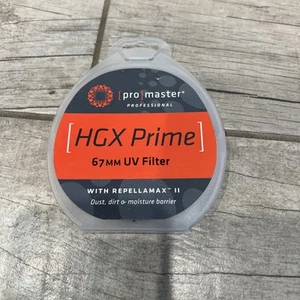 [pro]master®
PROFESSIONAL
[HGX Prime]
67MM UV Filter
WITH REPELLAMAX™ II
Dust, dirt & moisture barrier